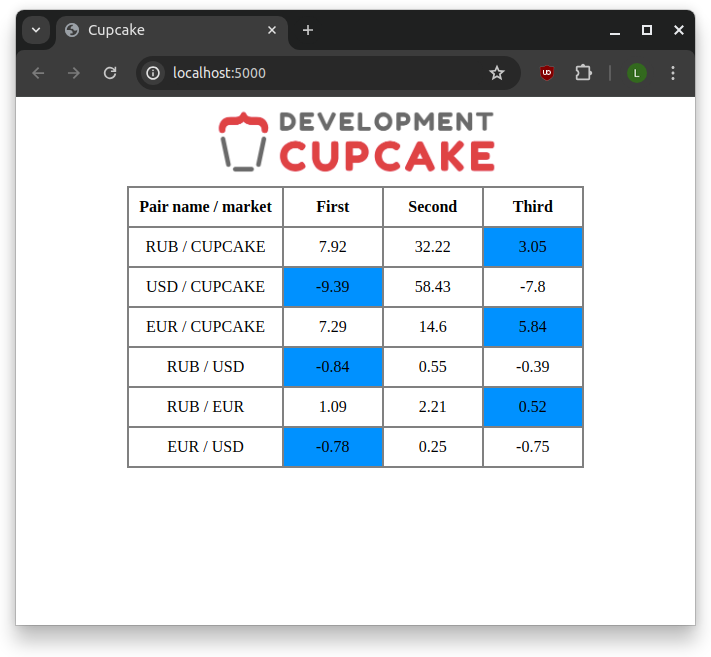 Cupcake
localhost:5000
UO
L
DEVELOPMENT
CUPCAKE
Pair name / market First Second Third
RUB / CUPCAKE 7.92 32.22 3.05
USD / CUPCAKE -9.39 58.43 -7.8
EUR / CUPCAKE 7.29 14.6 5.84
RUB / USD -0.84 0.55 -0.39
RUB / EUR 1.09 2.21 0.52
EUR / USD -0.78 0.25 -0.75